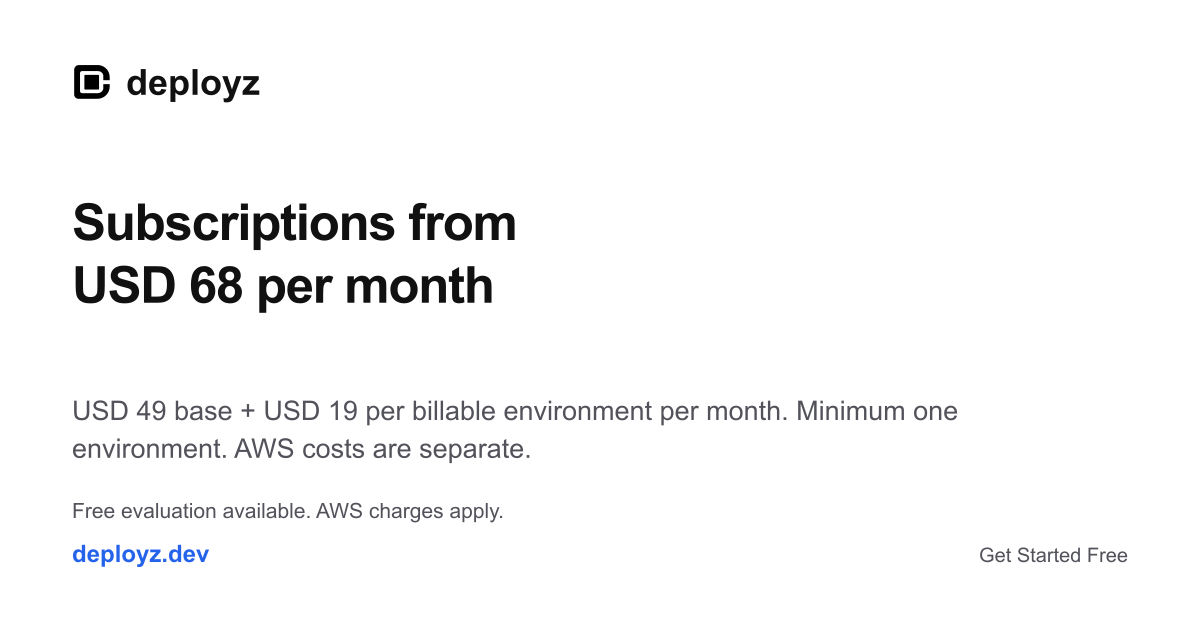 deployz
Subscriptions from
USD 68 per month
USD 49 base + USD 19 per billable environment per month. Minimum one
environment. AWS costs are separate.
Free evaluation available. AWS charges apply.
deployz.dev
Get Started Free